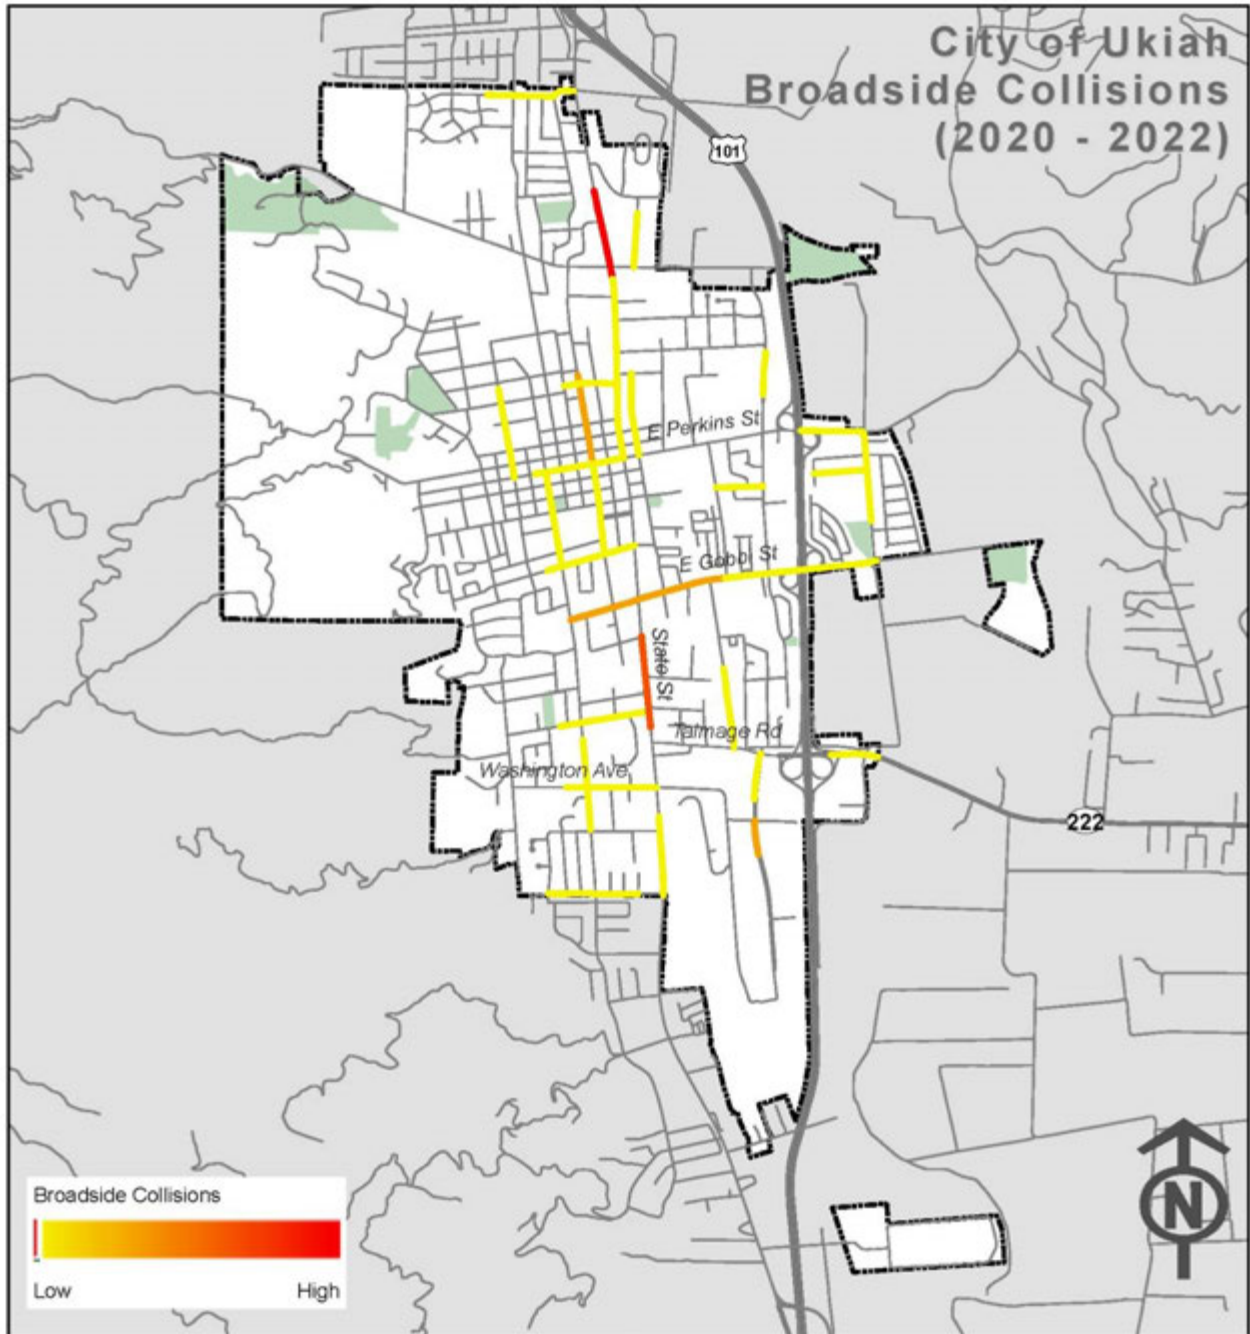 City of Ukiah
Broadside Collisions
(2020 - 2022)
101
E Perkins St
E Gobbi St
State St
Talmage Rd
Washington Ave
222
N
Broadside Collisions
Low High